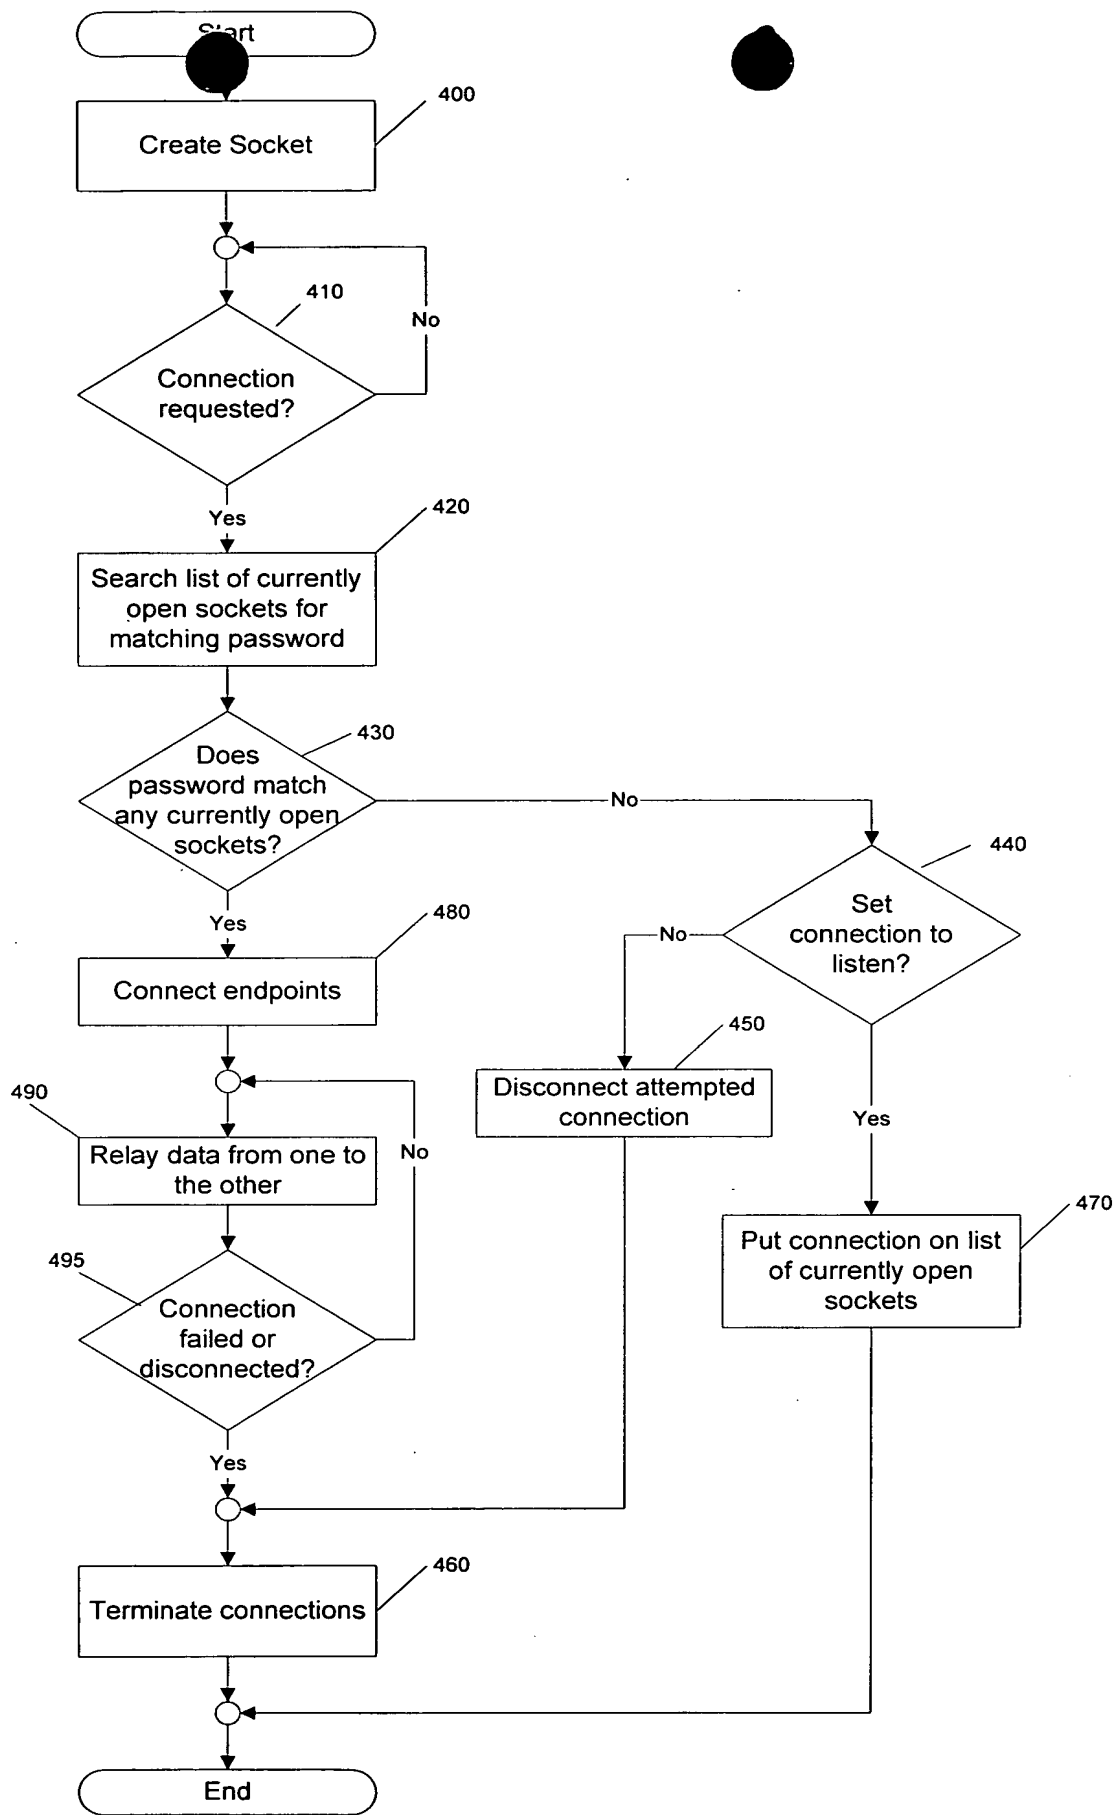 Start
400
Create Socket
410
No
Connection
requested?
Yes
420
Search list of currently
open sockets for
matching password
430
Does
password match
any currently open
sockets?
No
440
Set
connection to
listen?
Yes
480
No
Connect endpoints
450
Disconnect attempted
connection
490
Yes
Relay data from one to
the other
No
470
Put connection on list
of currently open
sockets
495
Connection
failed or
disconnected?
Yes
460
Terminate connections
End